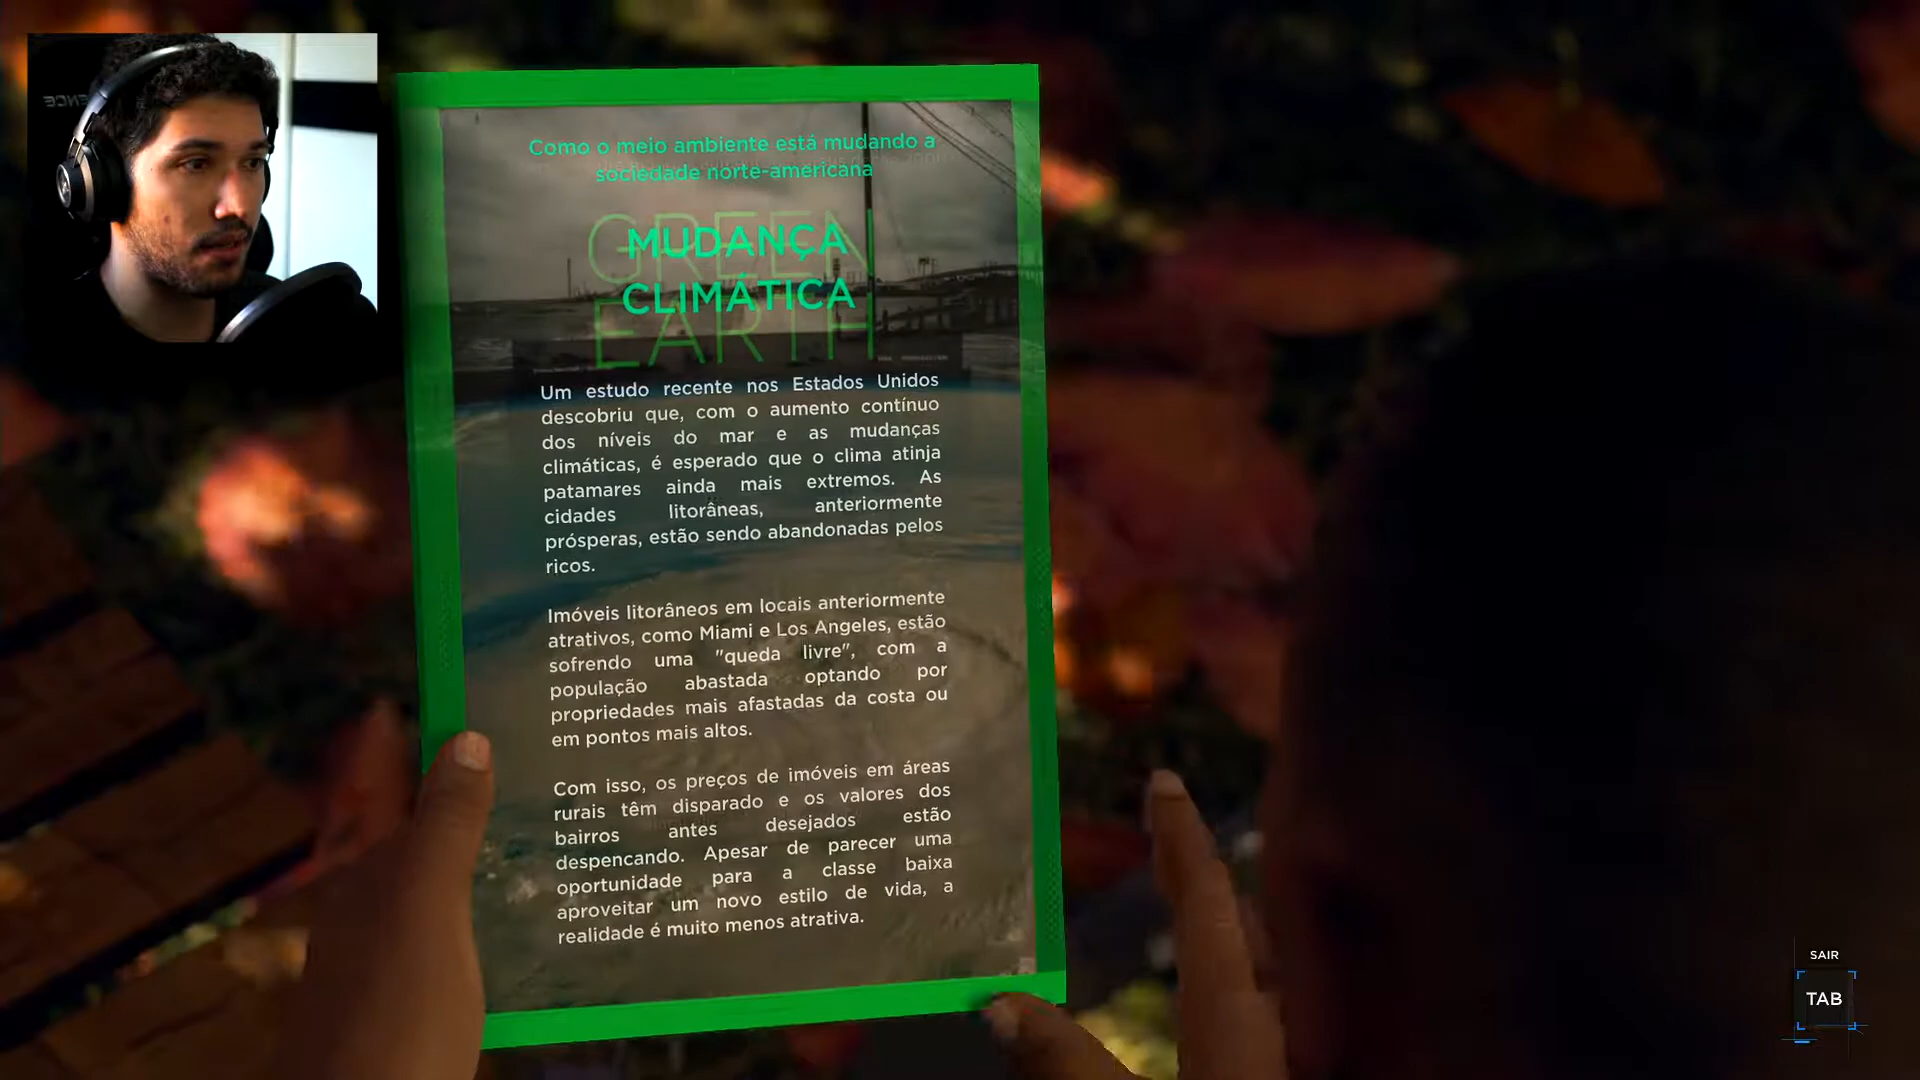 Como o meio ambiente está mudando a
sociedade norte-americana
GREEN
MUDANÇA
CLIMÁTICA
EARTH
Um estudo recente nos Estados Unidos
descobriu que, com o aumento contínuo
dos níveis do mar e as mudanças
climáticas, é esperado que o clima atinja
patamares ainda mais extremos. As
cidades litorâneas, anteriormente
prósperas, estão sendo abandonadas pelos
ricos.
Imóveis litorâneos em locais anteriormente
atrativos, como Miami e Los Angeles, estão
sofrendo uma "queda livre", com a
população abastada optando por
propriedades mais afastadas da costa ou
em pontos mais altos.
Com isso, os preços de imóveis em áreas
rurais têm disparado e os valores dos
bairros antes desejados estão
despencando. Apesar de parecer uma
oportunidade para a classe baixa
aproveitar um novo estilo de vida, a
realidade é muito menos atrativa.
SAIR
TAB